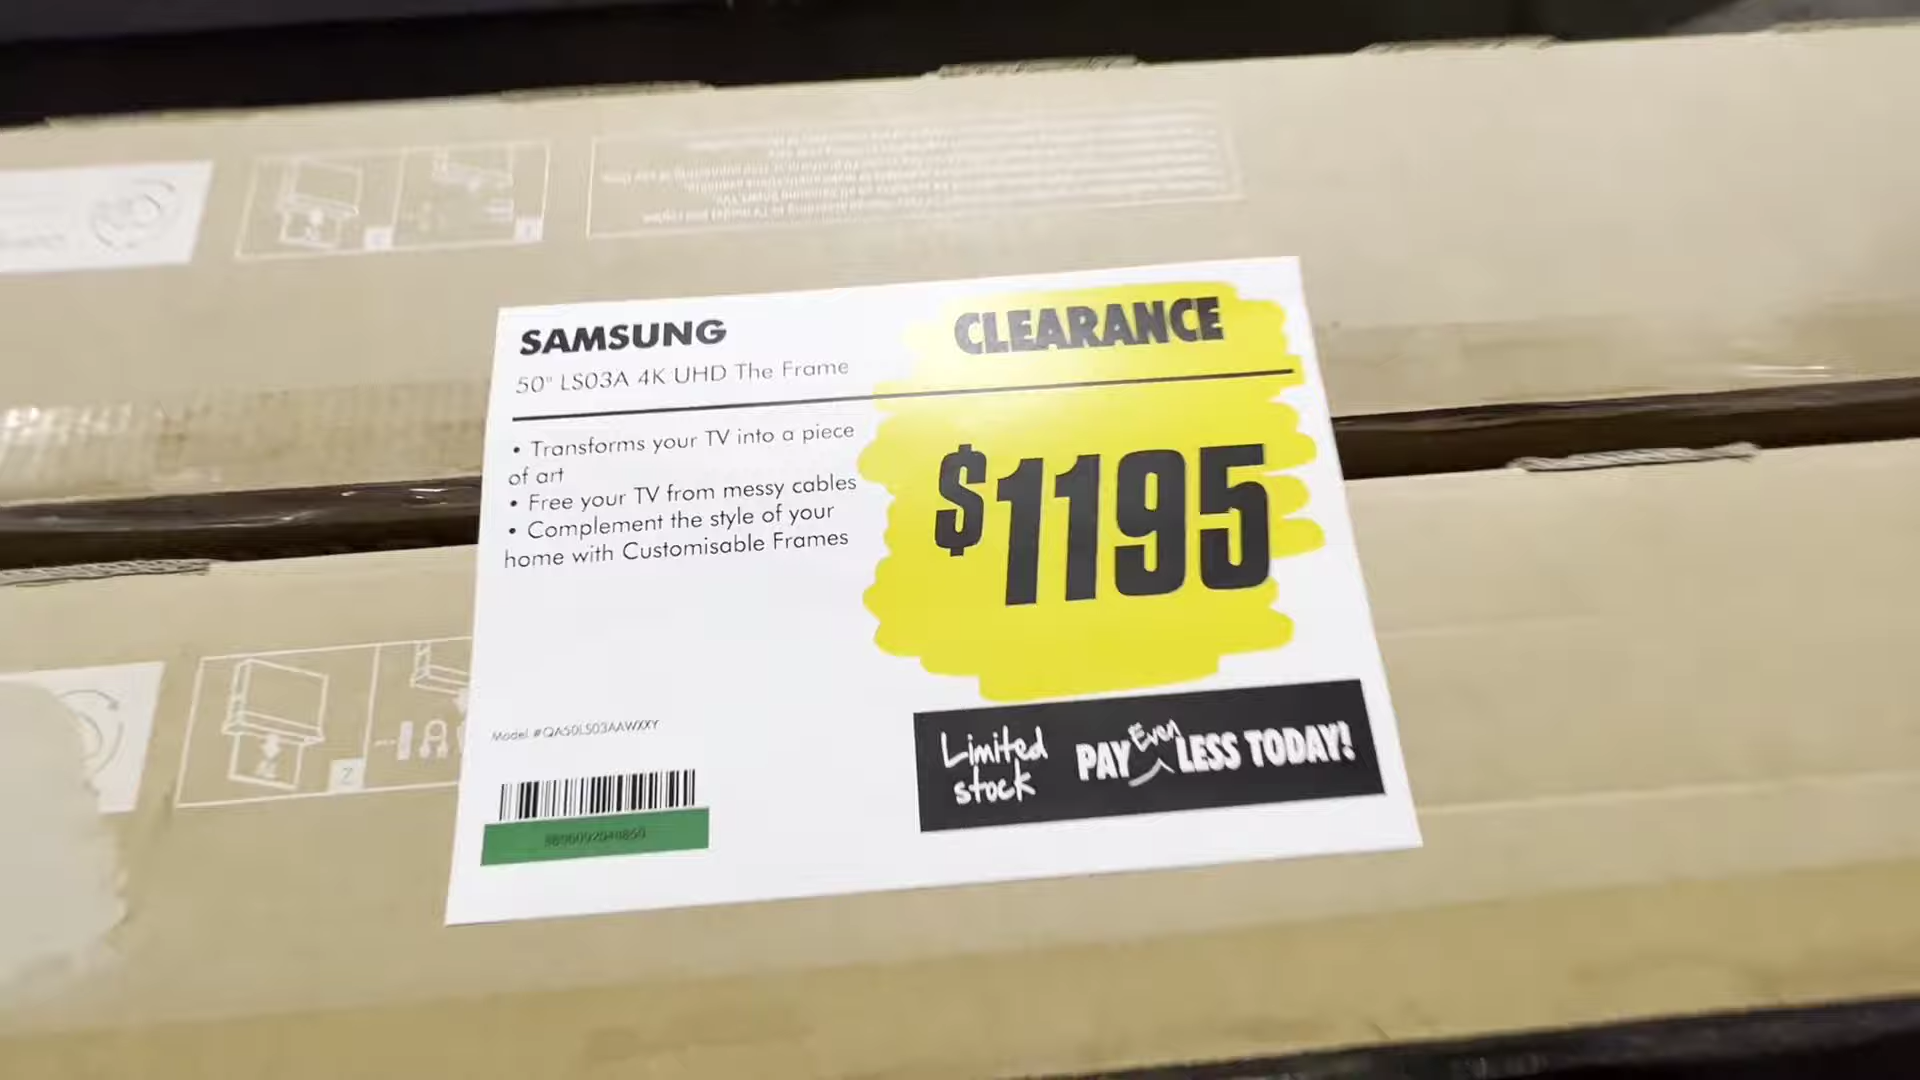 SAMSUNG
50" LS03A 4K UHD The Frame
• Transforms your TV into a piece
of art
• Free your TV from messy cables
• Complement the style of your
home with Customisable Frames
CLEARANCE
$1195
Model #QA50LS03AAWXXY
Limited
stock
PAY Even LESS TODAY!
2